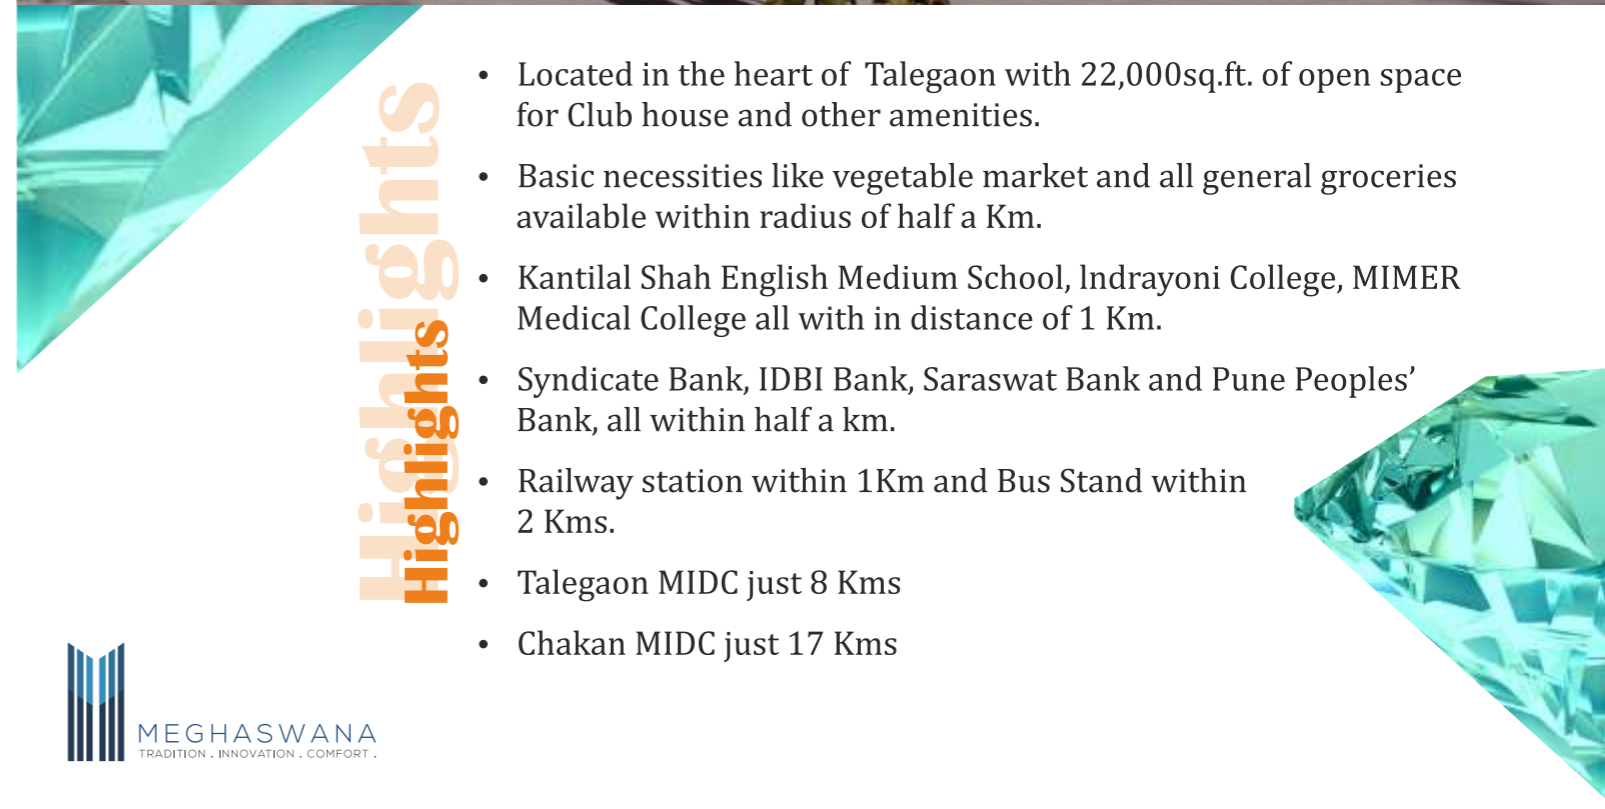 Highlights
Highlights
• Located in the heart of Talegaon with 22,000sq.ft. of open space
for Club house and other amenities.
• Basic necessities like vegetable market and all general groceries
available within radius of half a Km.
• Kantilal Shah English Medium School, lndrayoni College, MIMER
Medical College all with in distance of 1 Km.
• Syndicate Bank, IDBI Bank, Saraswat Bank and Pune Peoples’
Bank, all within half a km.
• Railway station within 1Km and Bus Stand within
2 Kms.
• Talegaon MIDC just 8 Kms
• Chakan MIDC just 17 Kms
MEGHASWANA
TRADITION . INNOVATION . COMFORT .